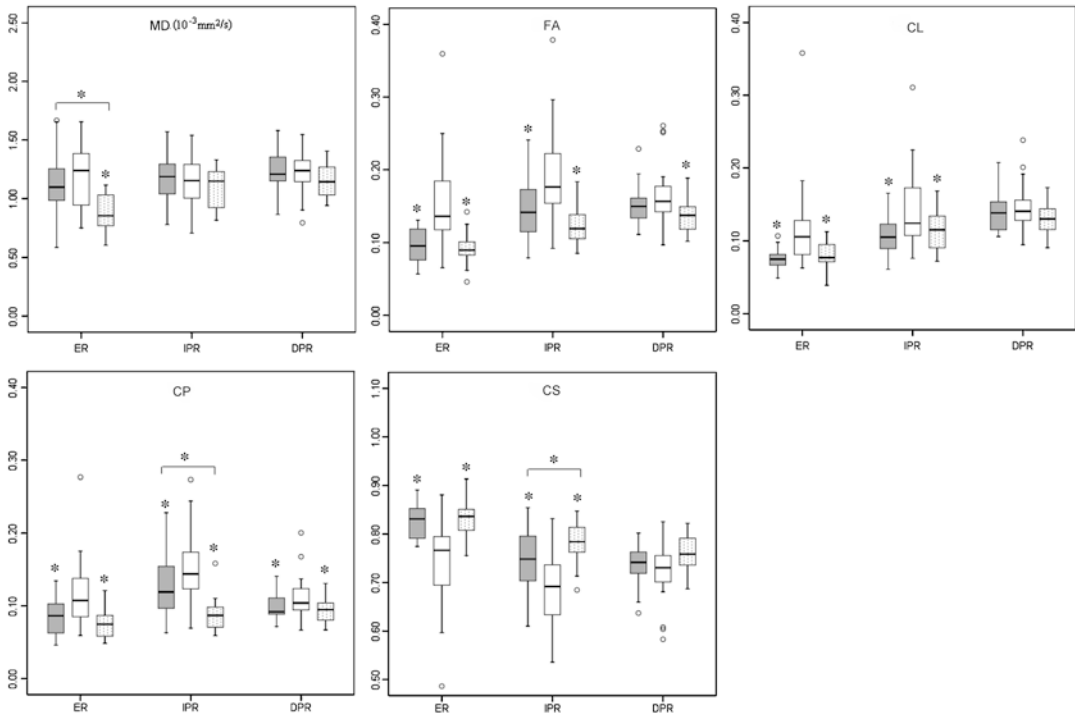 MD (10⁻³mm²/s)
2.50
2.00
1.50
1.00
0.50
0.00
*
*
ER
IPR
DPR
FA
0.40
0.30
0.20
0.10
0.00
*
*
*
*
*
ER
IPR
DPR
CL
0.40
0.30
0.20
0.10
0.00
*
*
*
*
ER
IPR
DPR
CP
0.40
0.30
0.20
0.10
0.00
*
*
*
*
*
*
*
ER
IPR
DPR
CS
1.10
1.00
0.90
0.80
0.70
0.60
0.50
*
*
*
*
*
ER
IPR
DPR